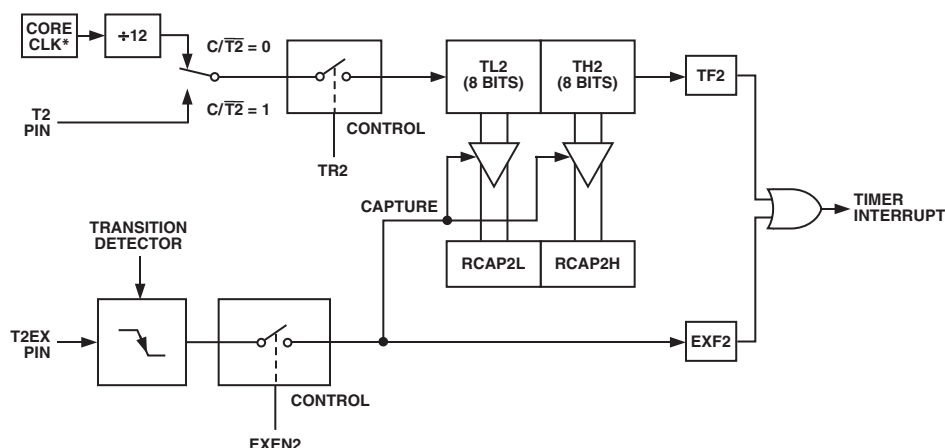 CORE
CLK*
÷12
C/T2̅ = 0
T2
PIN
C/T2̅ = 1
CONTROL
TR2
TL2
(8 BITS)
TH2
(8 BITS)
TF2
CAPTURE
TIMER
INTERRUPT
TRANSITION
DETECTOR
RCAP2L
RCAP2H
T2EX
PIN
EXF2
CONTROL
EXEN2